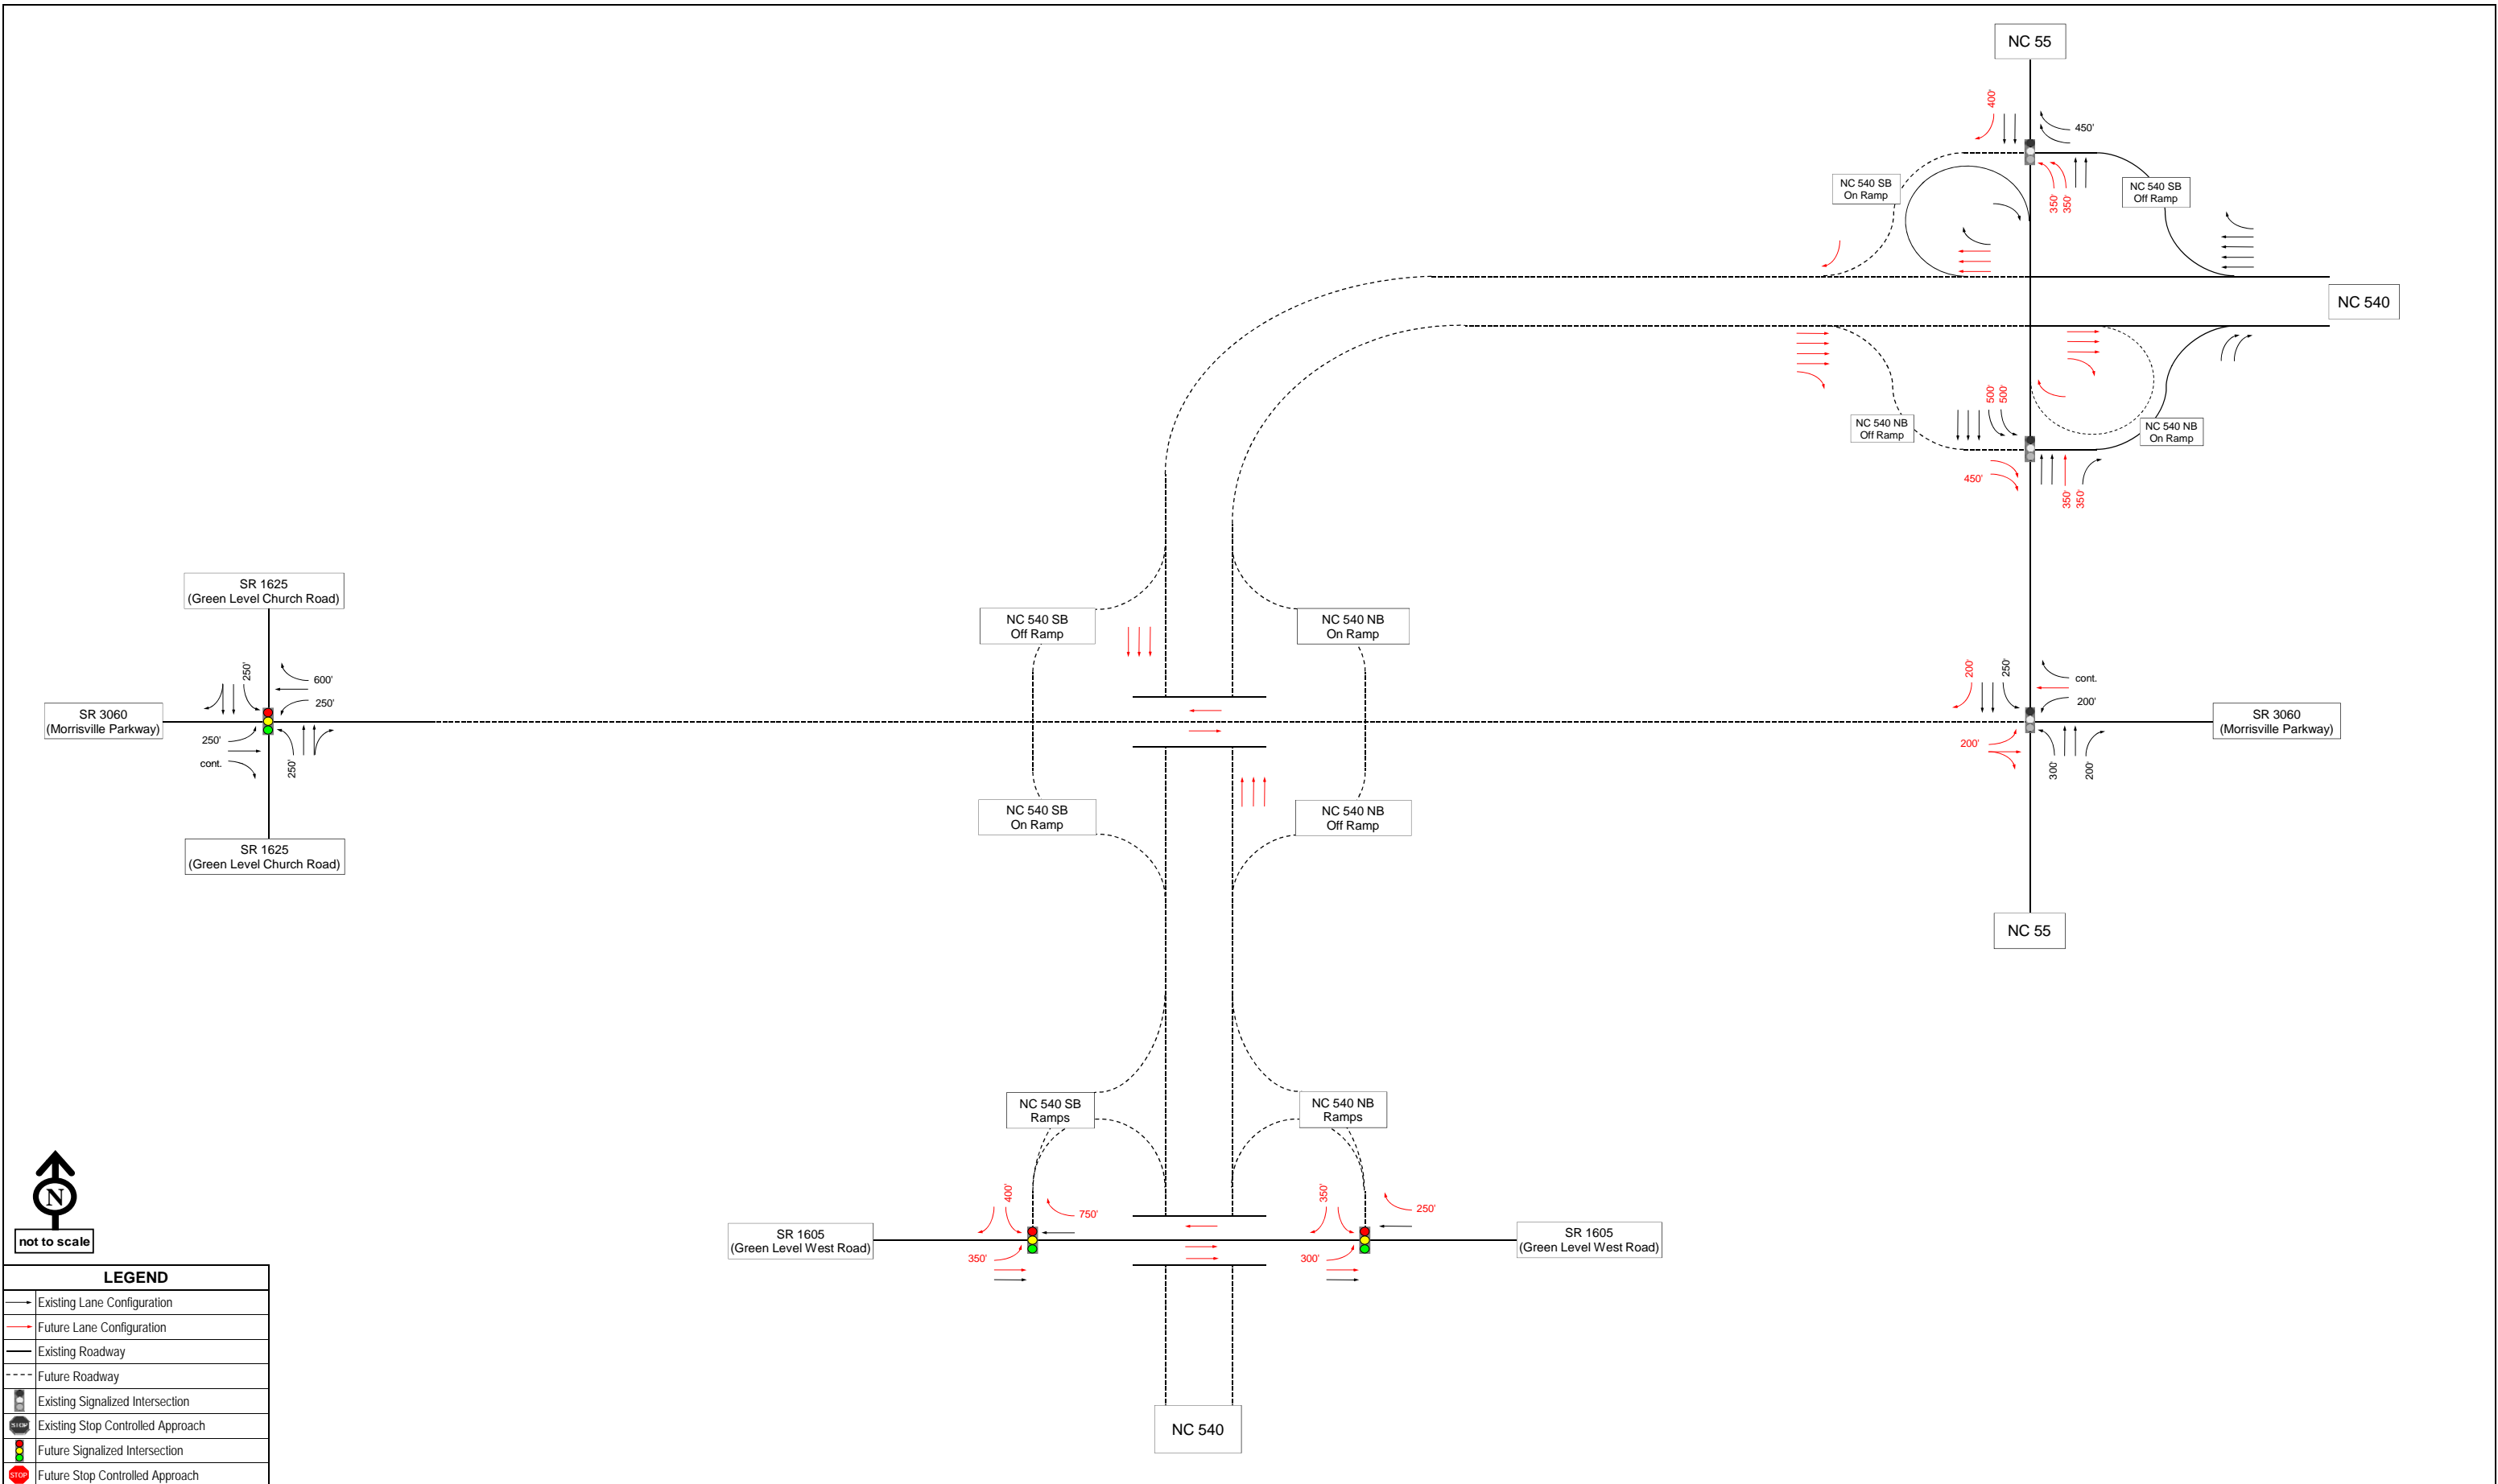 NC 55
400'
450'
NC 540 SB
On Ramp
NC 540 SB
Off Ramp
350'
350'
NC 540
500'
500'
NC 540 NB
Off Ramp
NC 540 NB
On Ramp
450'
350'
350'
SR 1625
(Green Level Church Road)
NC 540 SB
Off Ramp
NC 540 NB
On Ramp
250'
600'
250'
SR 3060
(Morrisville Parkway)
250'
cont.
250'
200'
250'
cont.
200'
SR 3060
(Morrisville Parkway)
200'
300'
200'
NC 540 SB
On Ramp
NC 540 NB
Off Ramp
SR 1625
(Green Level Church Road)
NC 55
NC 540 SB
Ramps
NC 540 NB
Ramps
400'
750'
350'
250'
SR 1605
(Green Level West Road)
350'
300'
SR 1605
(Green Level West Road)
N
not to scale
NC 540
LEGEND
Existing Lane Configuration
Future Lane Configuration
Existing Roadway
Future Roadway
Existing Signalized Intersection
STOP Existing Stop Controlled Approach
Future Signalized Intersection
STOP Future Stop Controlled Approach